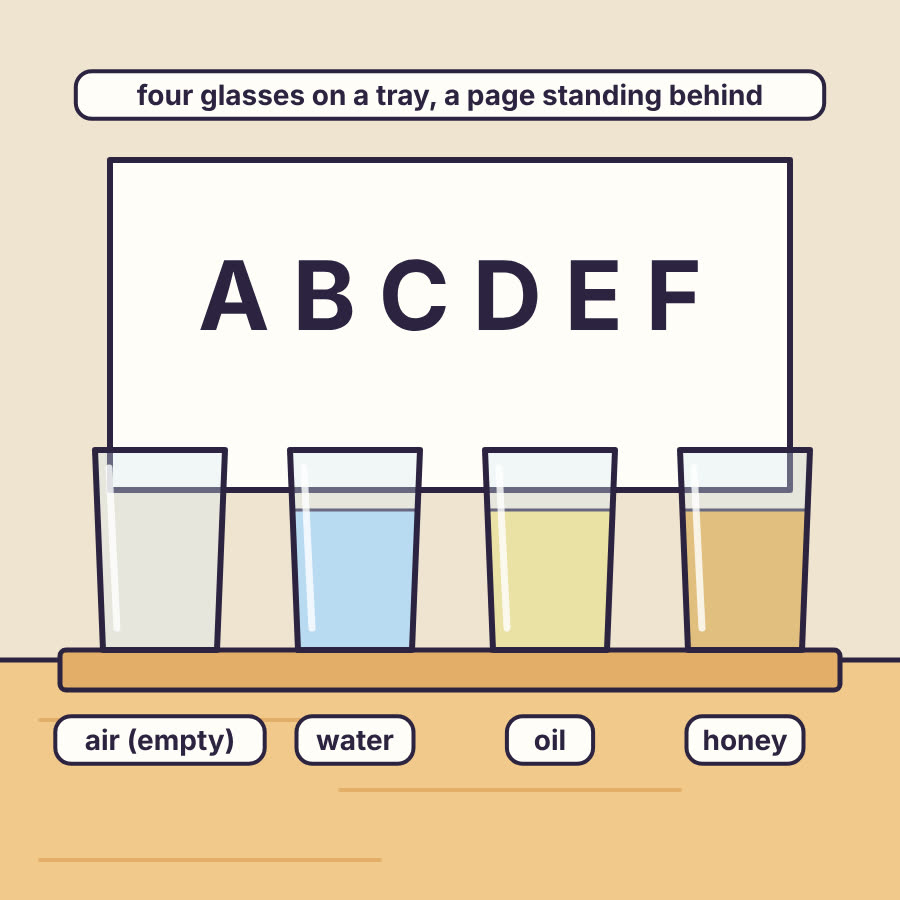 four glasses on a tray, a page standing behind
A B C D E F
air (empty)
water
oil
honey